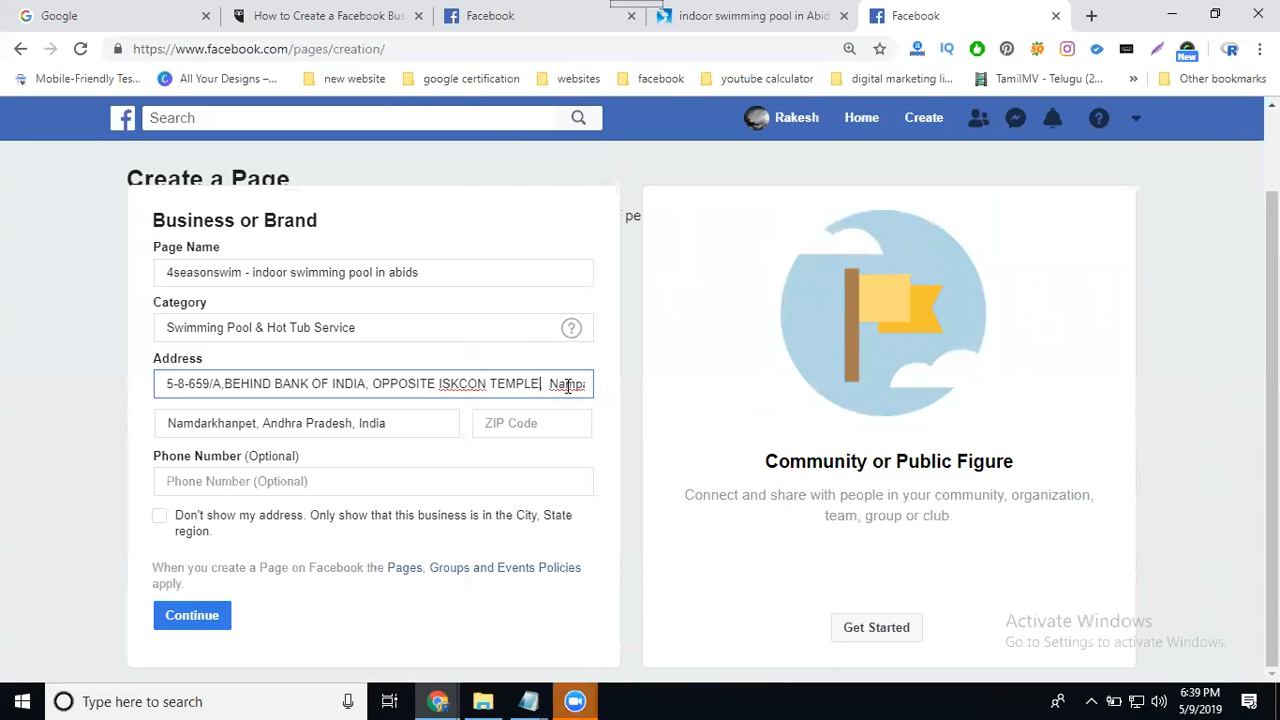 Google
How to Create a Facebook Bu
Facebook
indoor swimming pool in Abid
Facebook
https://www.facebook.com/pages/creation/
Mobile-Friendly Tes...
All Your Designs –...
new website
google certification
websites
facebook
youtube calculator
digital marketing li...
TamilMV - Telugu (2...
Other bookmarks
New
Search
Rakesh
Home
Create
Create a Page
pe
Business or Brand
Page Name
4seasonswim - indoor swimming pool in abids
Category
Swimming Pool & Hot Tub Service
Address
5-8-659/A,BEHIND BANK OF INDIA, OPPOSITE ISKCON TEMPLE, Nampa
Namdarkhanpet, Andhra Pradesh, India
ZIP Code
Phone Number (Optional)
Phone Number (Optional)
Don't show my address. Only show that this business is in the City, State
region.
When you create a Page on Facebook the Pages, Groups and Events Policies
apply.
Continue
Community or Public Figure
Connect and share with people in your community, organization,
team, group or club.
Get Started
Activate Windows
Go to Settings to activate Windows.
Type here to search
6:39 PM
5/9/2019